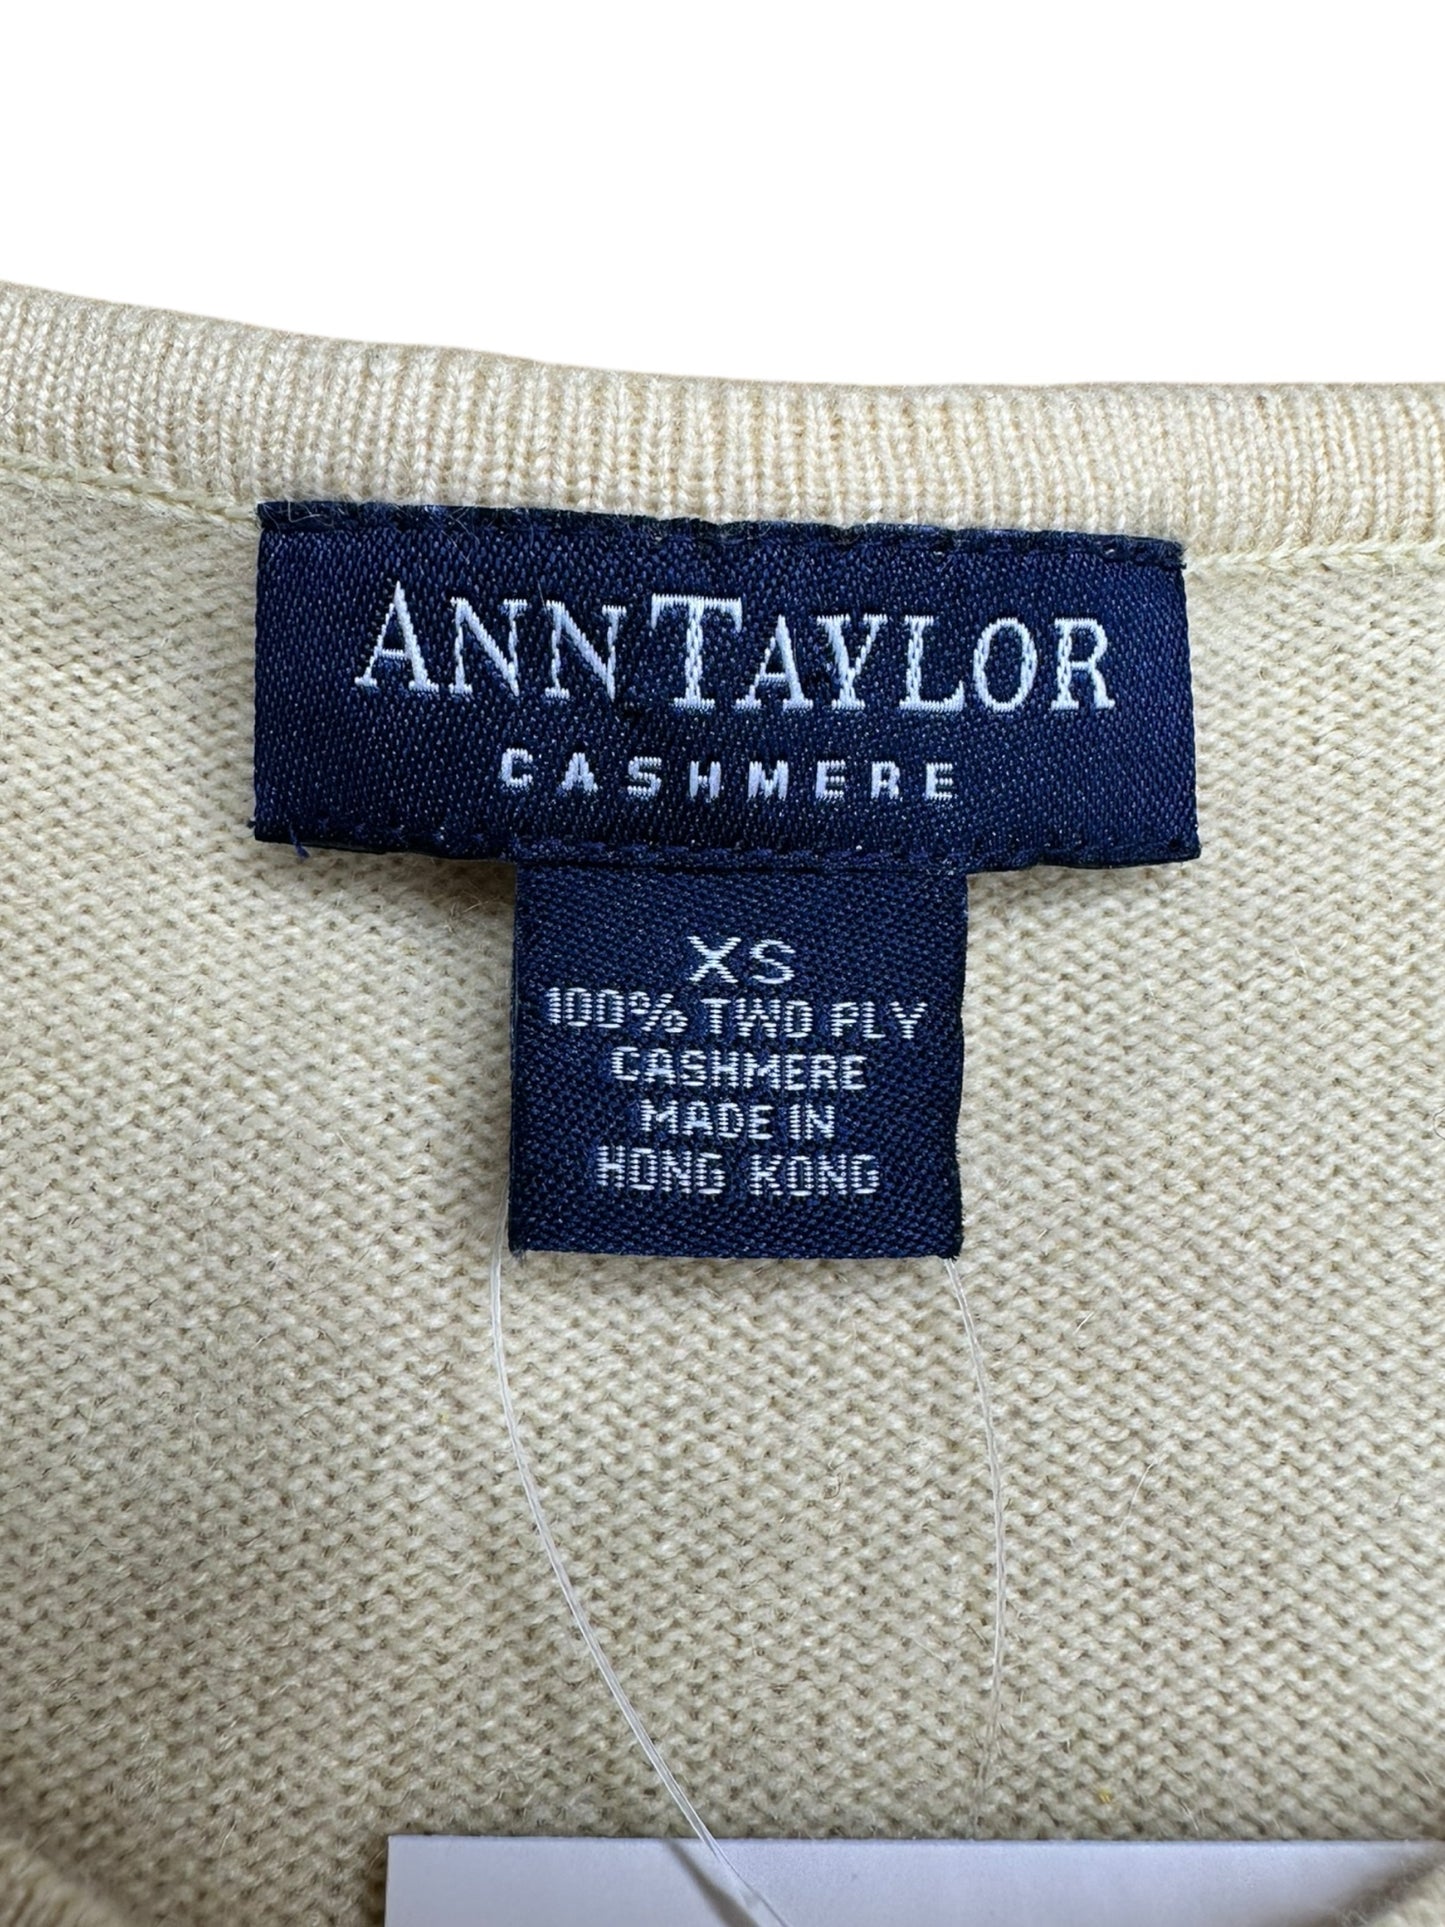 ANNTAYLOR
CASHMERE
XS
100% TWO PLY
CASHMERE
MADE IN
HONG KONG